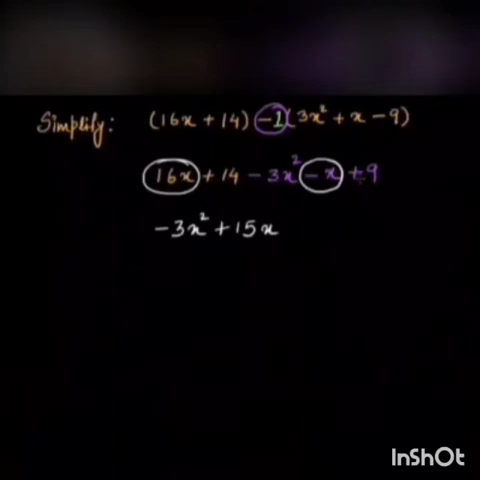 Simplify: (16x + 14) -1(3x² + x - 9)
16x + 14 - 3x² - x + 9
-3x² + 15x
InShOt